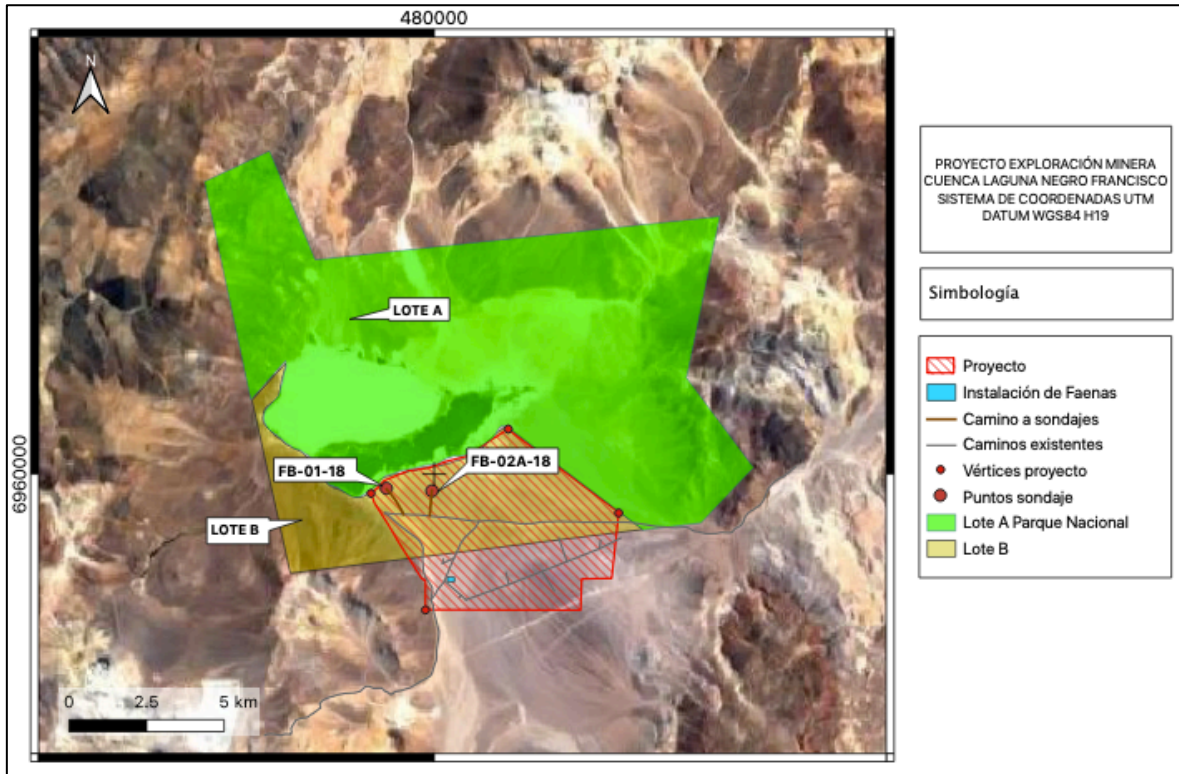 480000
N
6960000
LOTE A
FB-01-18
FB-02A-18
LOTE B
0 2.5 5 km
PROYECTO EXPLORACIÓN MINERA
CUENCA LAGUNA NEGRO FRANCISCO
SISTEMA DE COORDENADAS UTM
DATUM WGS84 H19
Simbología
Proyecto
Instalación de Faenas
Camino a sondajes
Caminos existentes
Vértices proyecto
Puntos sondaje
Lote A Parque Nacional
Lote B